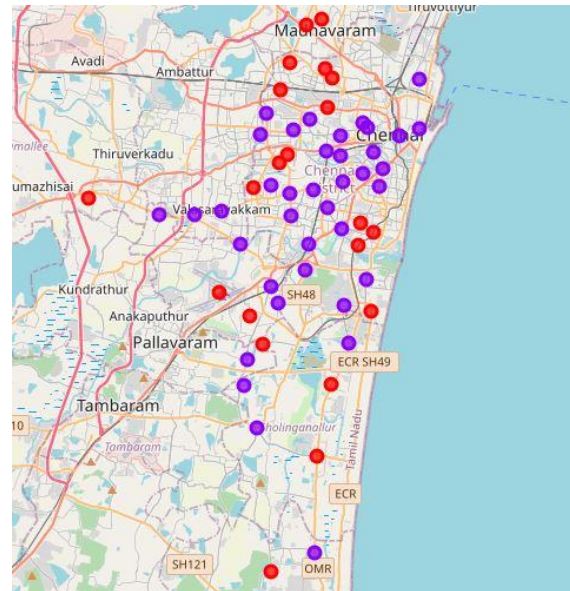 Tiruvottiyur
Madhavaram
Avadi
Ambattur
Chennai
Thiruverkadu
Chennai
District
umazhisai
Valasaravakkam
Kundrathur
SH48
Anakaputhur
Pallavaram
ECR SH49
Tambaram
10
Sholinganallur
Tambaram
Tamil Nadu
ECR
SH121
OMR